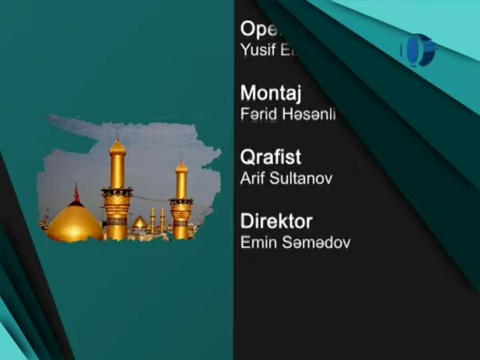 Yusif
Montaj
Fərid Həsənli
Qrafist
Arif Sultanov
Direktor
Emin Səmədov